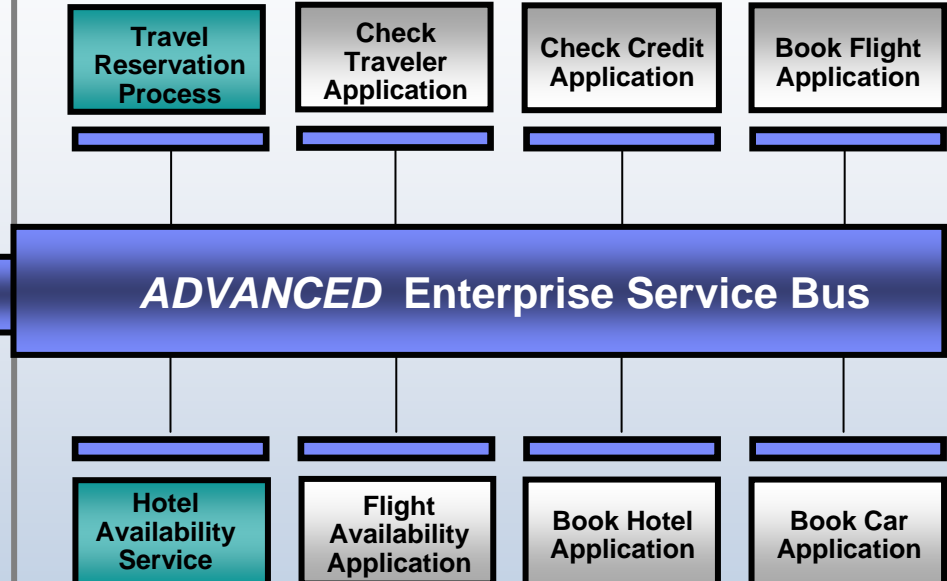 Travel
Reservation
Process
Check
Traveler
Application
Check Credit
Application
Book Flight
Application
ADVANCED Enterprise Service Bus
Hotel
Availability
Service
Flight
Availability
Application
Book Hotel
Application
Book Car
Application